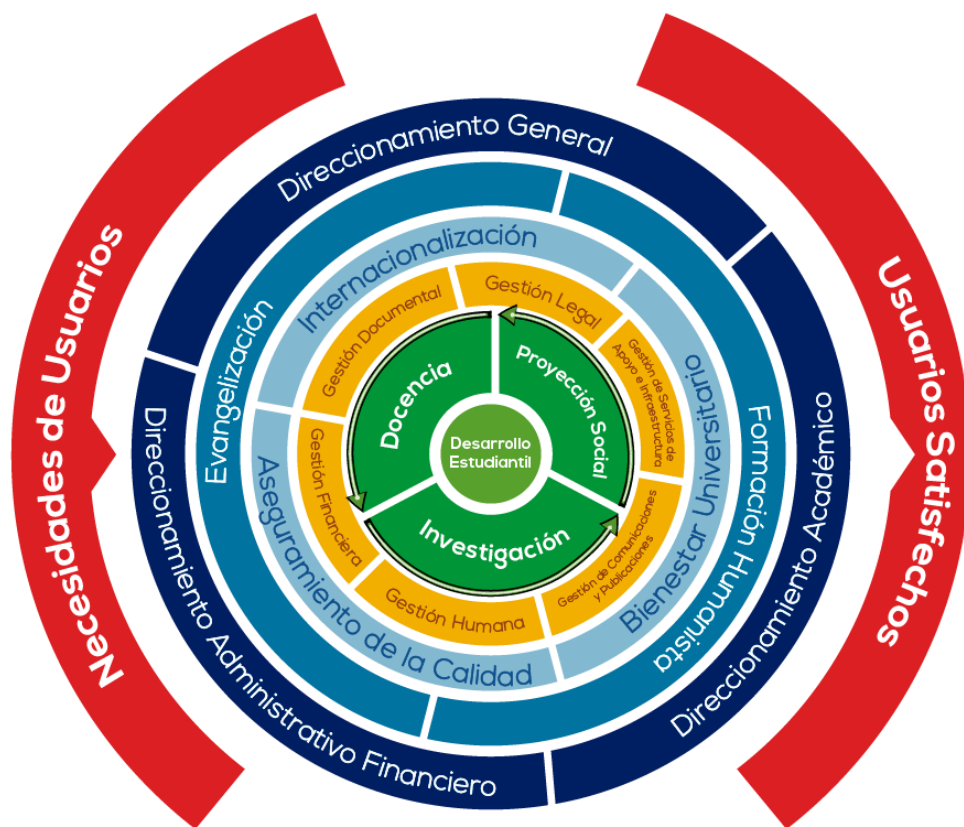 Necesidades de Usuarios
Usuarios Satisfechos
Direccionamiento General
Direccionamiento Académico
Direccionamiento Administrativo Financiero
Evangelización
Formación Humanista
Internacionalización
Bienestar Universitario
Aseguramiento de la Calidad
Gestión Documental
Gestión Legal
Gestión de Servicios de
Apoyo e Infraestructura
Gestión de Comunicaciones
y Publicaciones
Gestión Humana
Gestión Financiera
Docencia
Proyección Social
Investigación
Desarrollo
Estudiantil